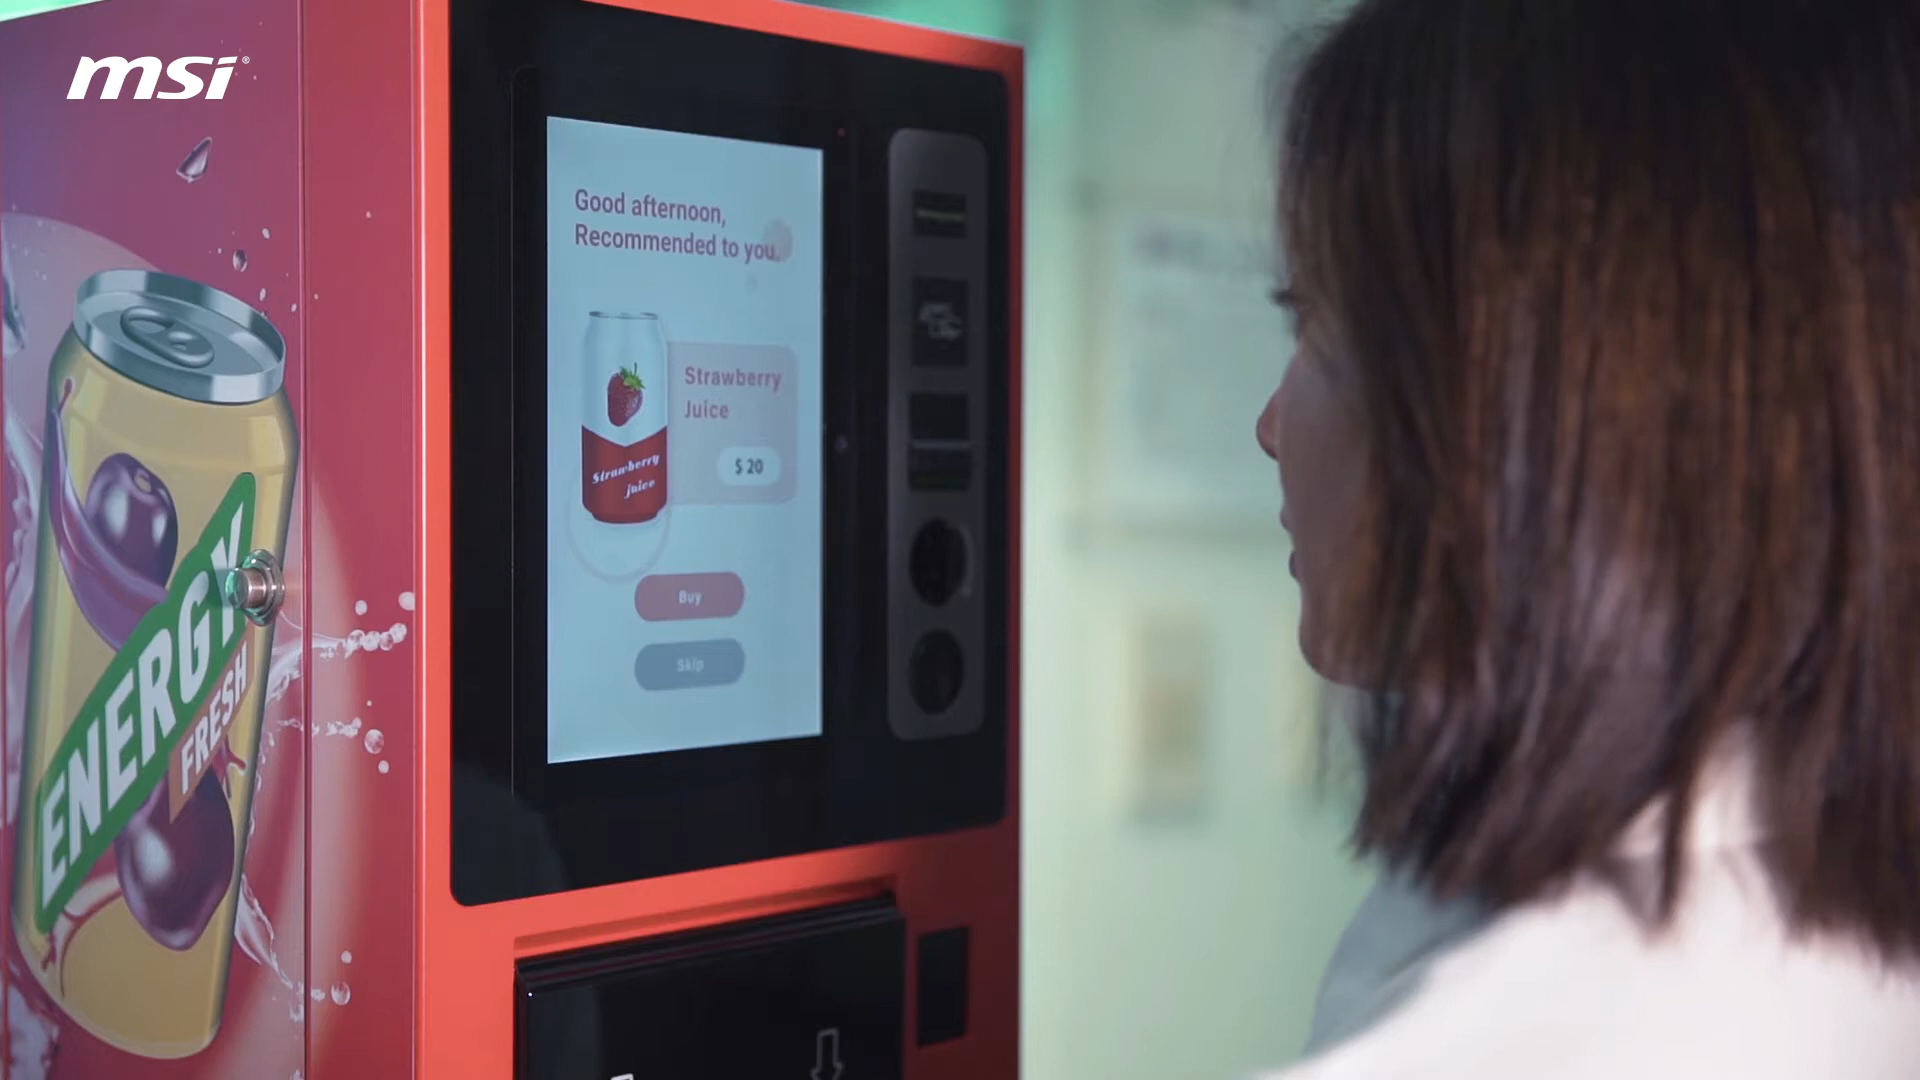 msi
Good afternoon,
Recommended to you.
Strawberry
Juice
$ 20
Strawberry
juice
Buy
Skip
ENERGY
FRESH